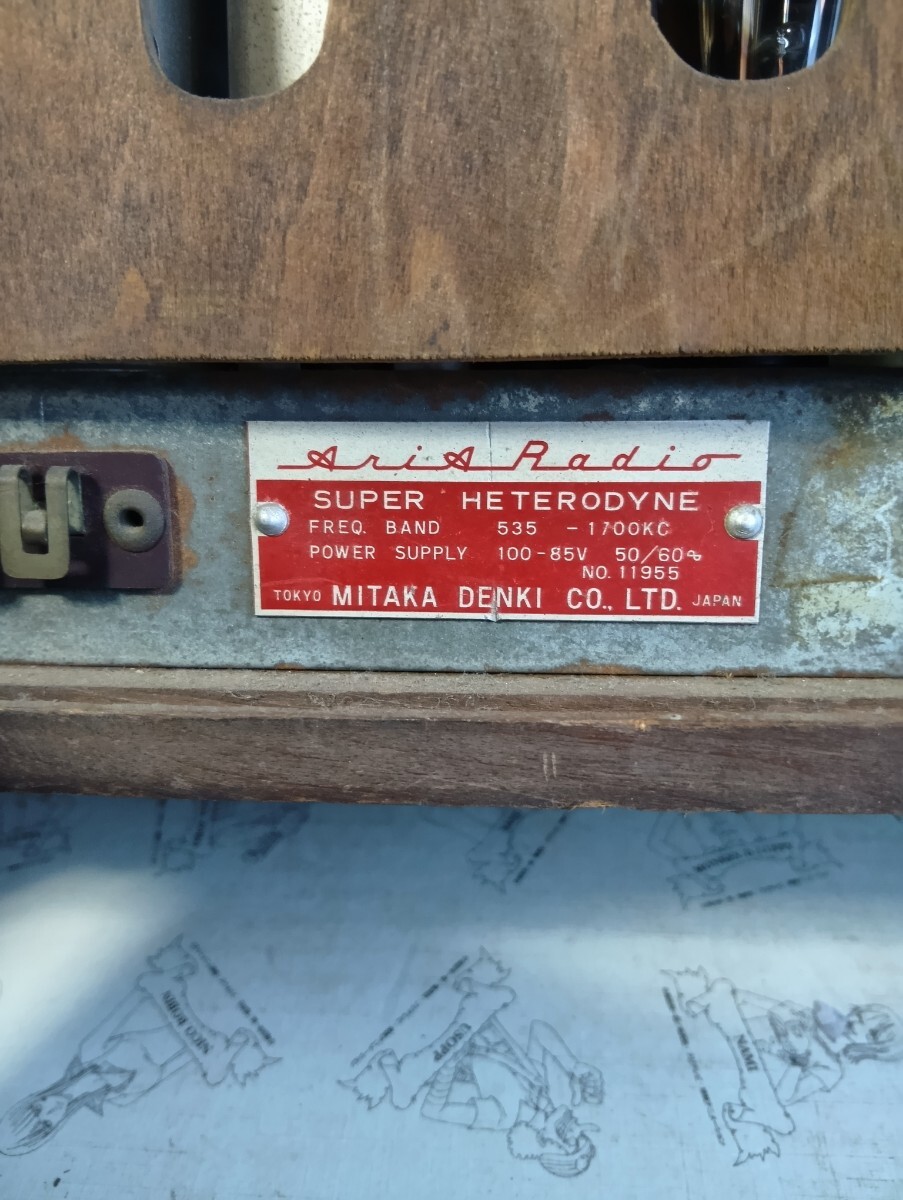 AriA Radio
SUPER HETERODYNE
FREQ. BAND 535 - 1700KC
POWER SUPPLY 100-85V 50/60~
NO. 11955
TOKYO MITAKA DENKI CO., LTD. JAPAN
NICO ROBIN
USOPP
NAMI